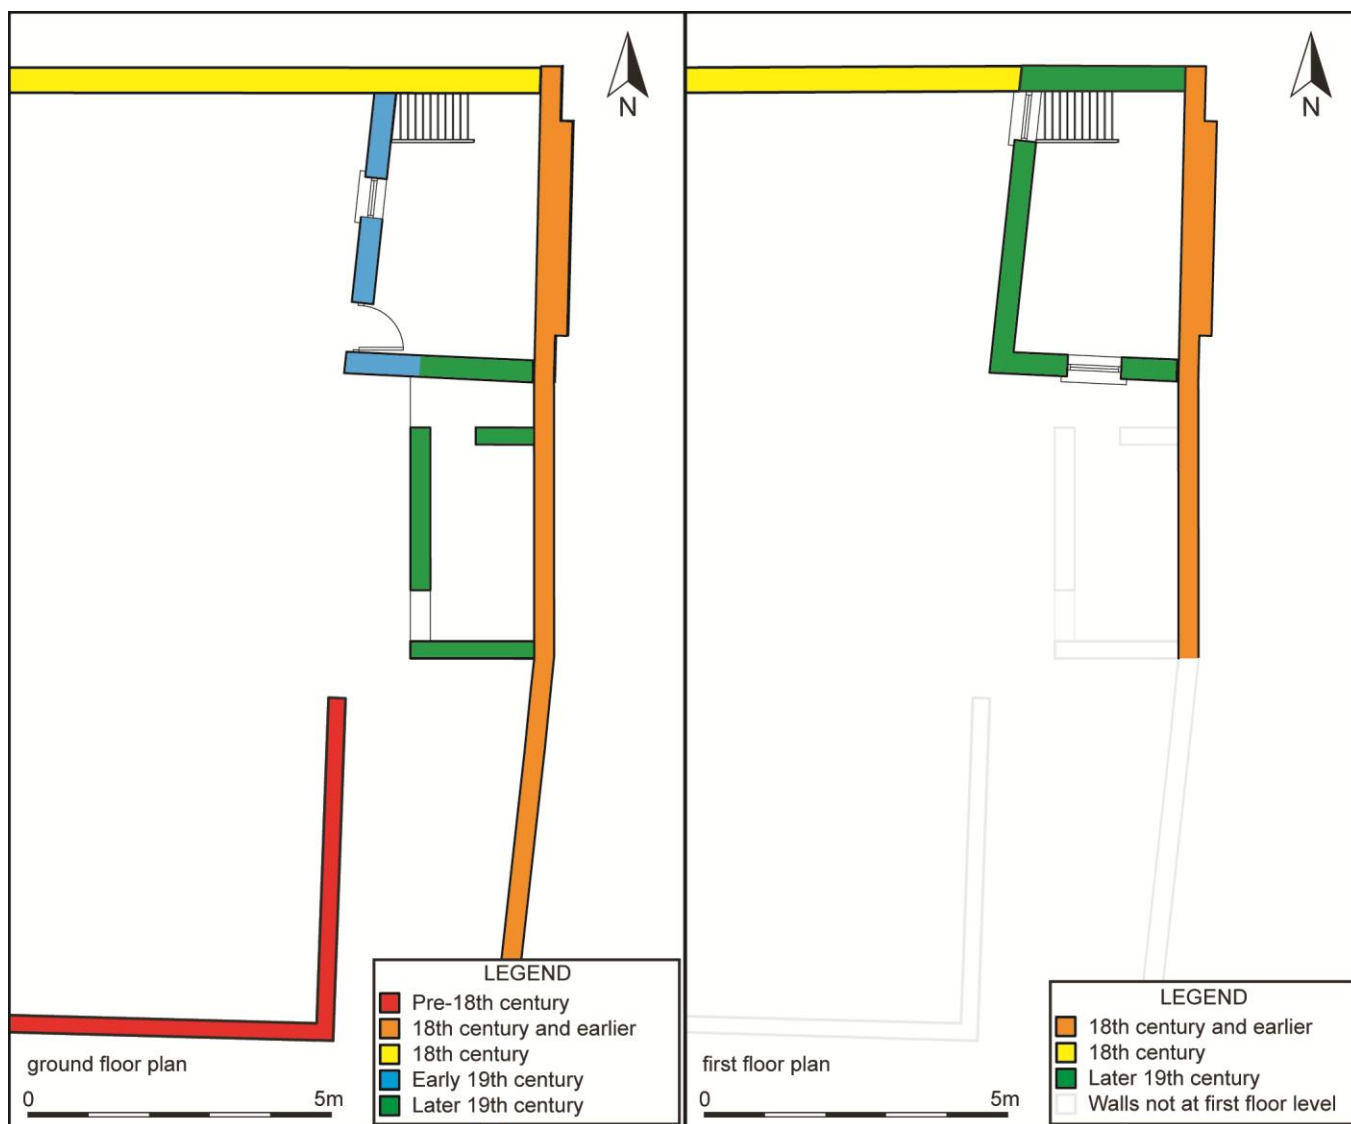 N
LEGEND
Pre-18th century
18th century and earlier
18th century
Early 19th century
Later 19th century
ground floor plan
0 5m
N
LEGEND
18th century and earlier
18th century
Later 19th century
Walls not at first floor level
first floor plan
0 5m